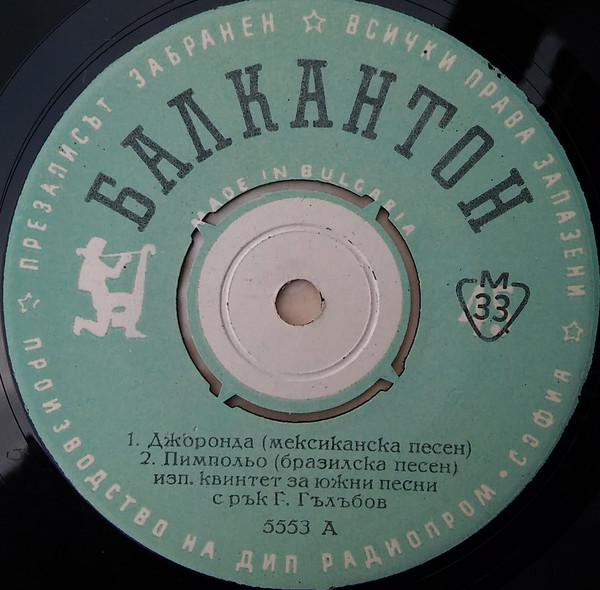 ПРОИЗВОДСТВО НА ДИП РАДИОПРОМ • СОФИЯ ☆ ВСИЧКИ ПРАВА ЗАПАЗЕНИ ☆ ПРЕЗАПИСЪТ ЗАБРАНЕН ☆
БАЛКАНТОН
MADE IN BULGARIA
М
33
1. Джоронда (мексиканска песен)
2. Пимпольо (бразилска песен)
изп. квинтет за южни песни
с рък Г. Гълъбов
5553 А